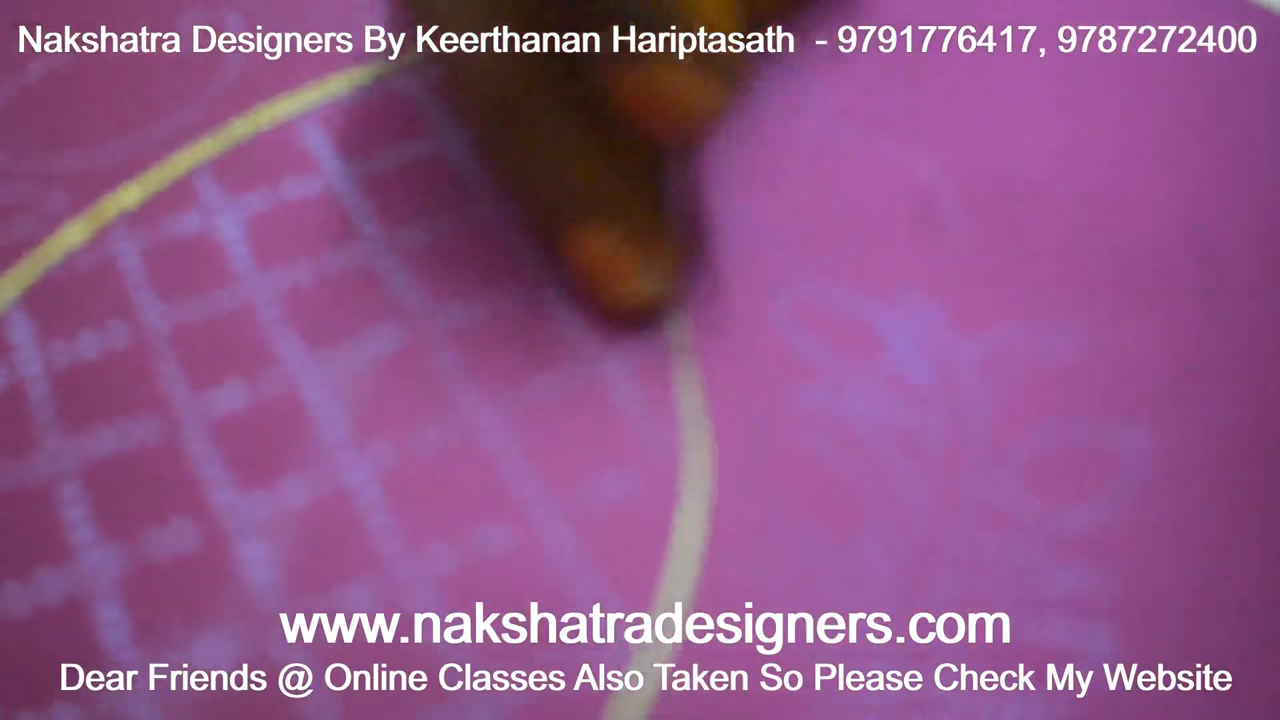 Nakshatra Designers By Keerthanan Hariptasath - 9791776417, 9787272400
www.nakshatradesigners.com
Dear Friends @ Online Classes Also Taken So Please Check My Website